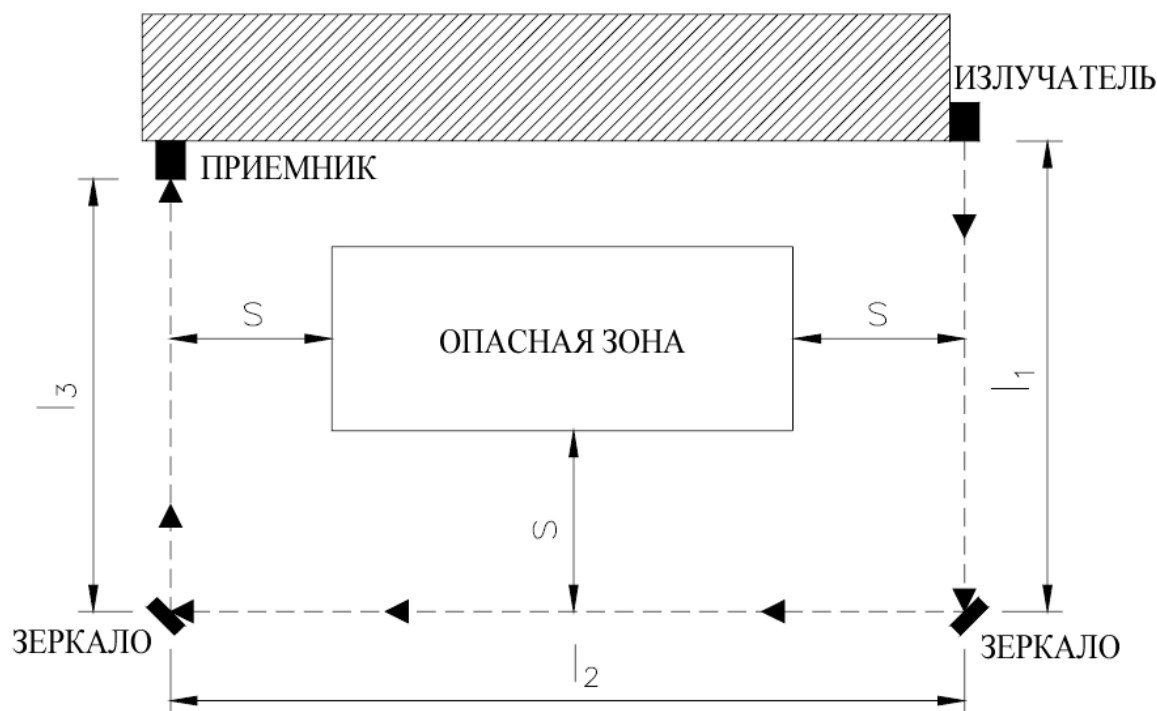 ИЗЛУЧАТЕЛЬ
ПРИЕМНИК
S
ОПАСНАЯ ЗОНА
S
l3
l1
S
ЗЕРКАЛО
ЗЕРКАЛО
l2